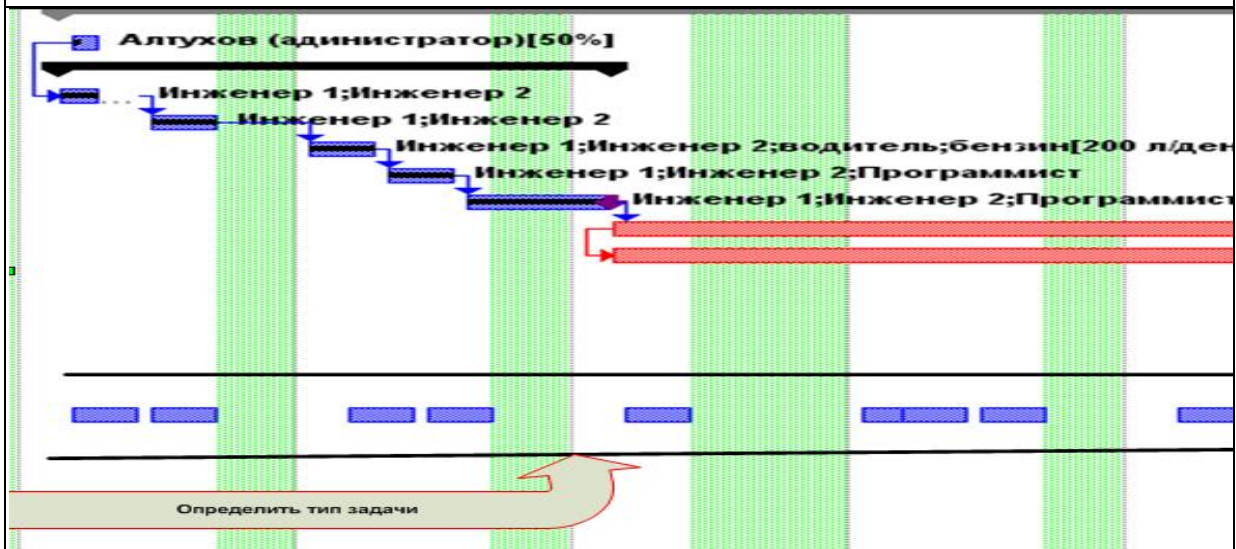 Алтухов (адинистратор)[50%]
Инженер 1;Инженер 2
Инженер 1;Инженер 2
Инженер 1;Инженер 2;водитель;бензин[200 л/ден
Инженер 1;Инженер 2;Программист
Инженер 1;Инженер 2;Программист
Определить тип задачи